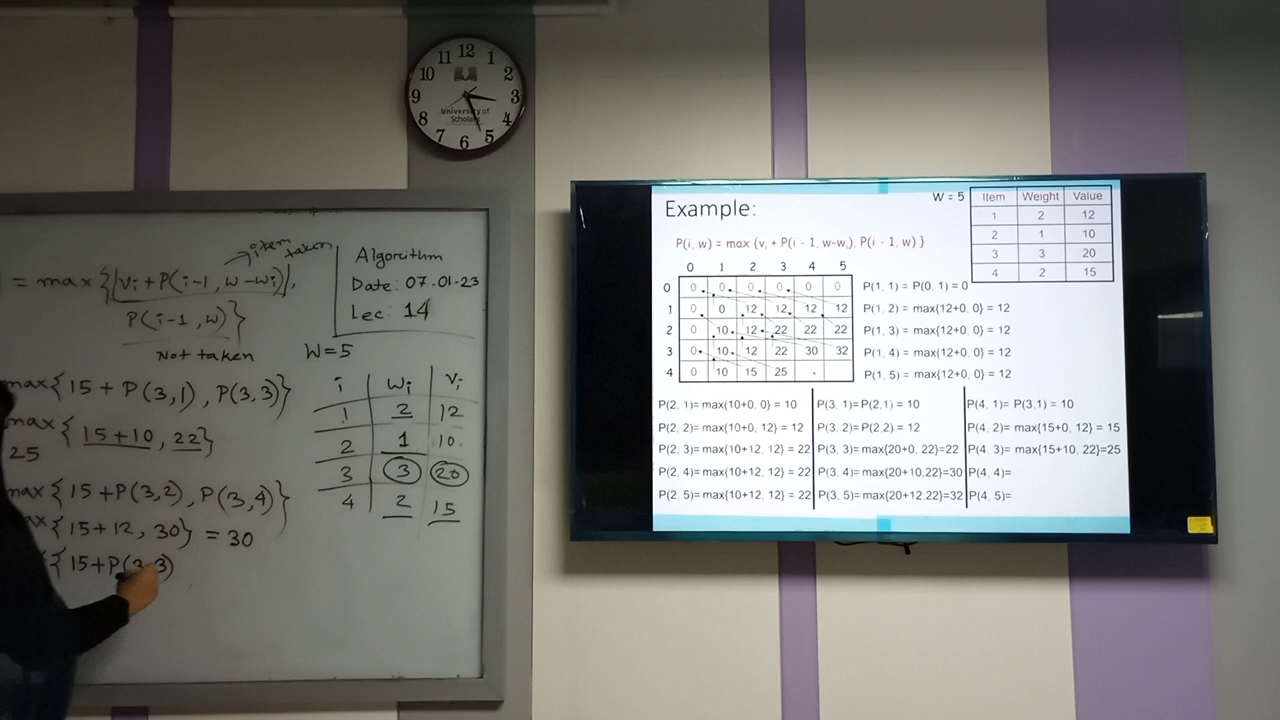 12
11
1
10
2
9
3
8
4
7
6
5
University of
Scholars
item
taken
= max{|vi + P(i-1, w-wi)|,
P(i-1, w)}
Not taken
Algorithm
Date: 07.01.23
Lec: 14
W=5
max{15 + P(3,1), P(3,3)}
max{15+10, 22}
25
max{15+P(3,2), P(3,4)}
{15+12, 30} = 30
{15+P(3,3)
i wi vi
1 2 12
2 1 10.
3 3 20
4 2 15
Example:
W = 5
Item Weight Value
1 2 12
2 1 10
3 3 20
4 2 15
P(i, w) = max {vi + P(i - 1, w-wi), P(i - 1, w) }
0 1 2 3 4 5
0 0 0 0 0 0 0
1 0 0 12 12 12 12
2 0 10 12 22 22 22
3 0 10 12 22 30 32
4 0 10 15 25
P(1, 1) = P(0, 1) = 0
P(1, 2) = max{12+0, 0} = 12
P(1, 3) = max{12+0, 0} = 12
P(1, 4) = max{12+0, 0} = 12
P(1, 5) = max{12+0, 0} = 12
P(2, 1)= max{10+0, 0} = 10
P(2, 2)= max{10+0, 12} = 12
P(2, 3)= max{10+12, 12} = 22
P(2, 4)= max{10+12, 12} = 22
P(2, 5)= max{10+12, 12} = 22
P(3, 1)=P(2,1) = 10
P(3, 2)=P(2,2) = 12
P(3, 3)= max{20+0, 22}=22
P(3, 4)= max{20+10,22}=30
P(3, 5)= max{20+12,22}=32
P(4, 1)= P(3,1) = 10
P(4, 2)= max{15+0, 12} = 15
P(4, 3)= max{15+10, 22}=25
P(4, 4)=
P(4, 5)=